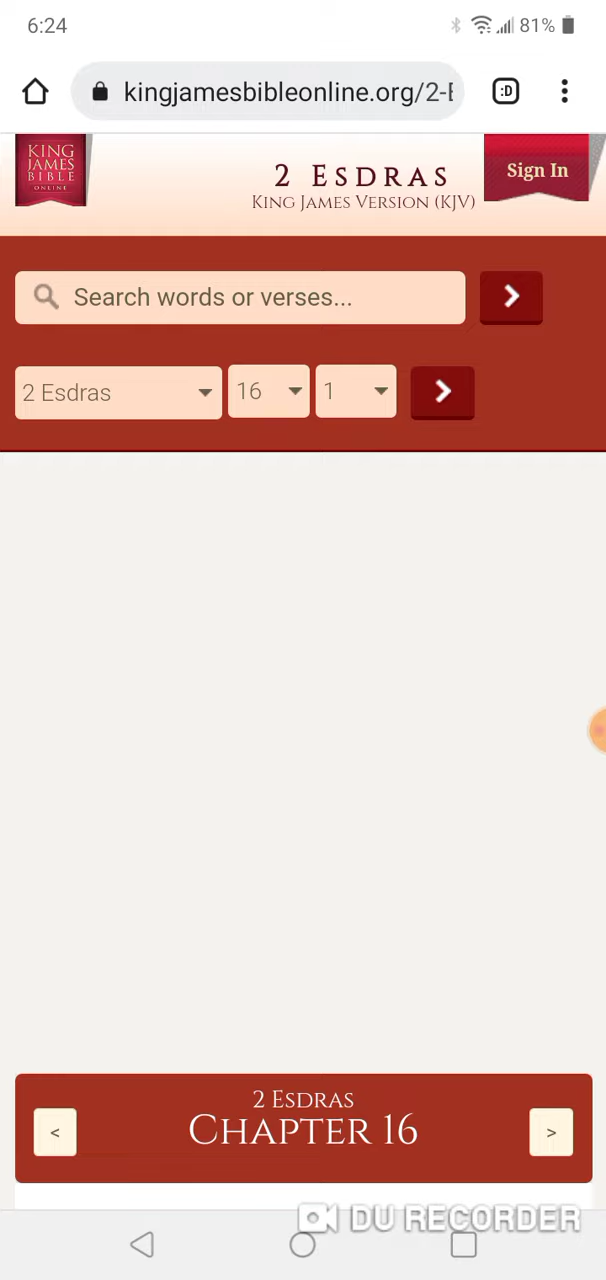 6:24
81%
kingjamesbibleonline.org/2-E
:D
KING
JAMES
BIBLE
ONLINE
2 ESDRAS
KING JAMES VERSION (KJV)
Sign In
Search words or verses...
>
2 Esdras 16 1 >
2 ESDRAS
< CHAPTER 16 >
DU RECORDER